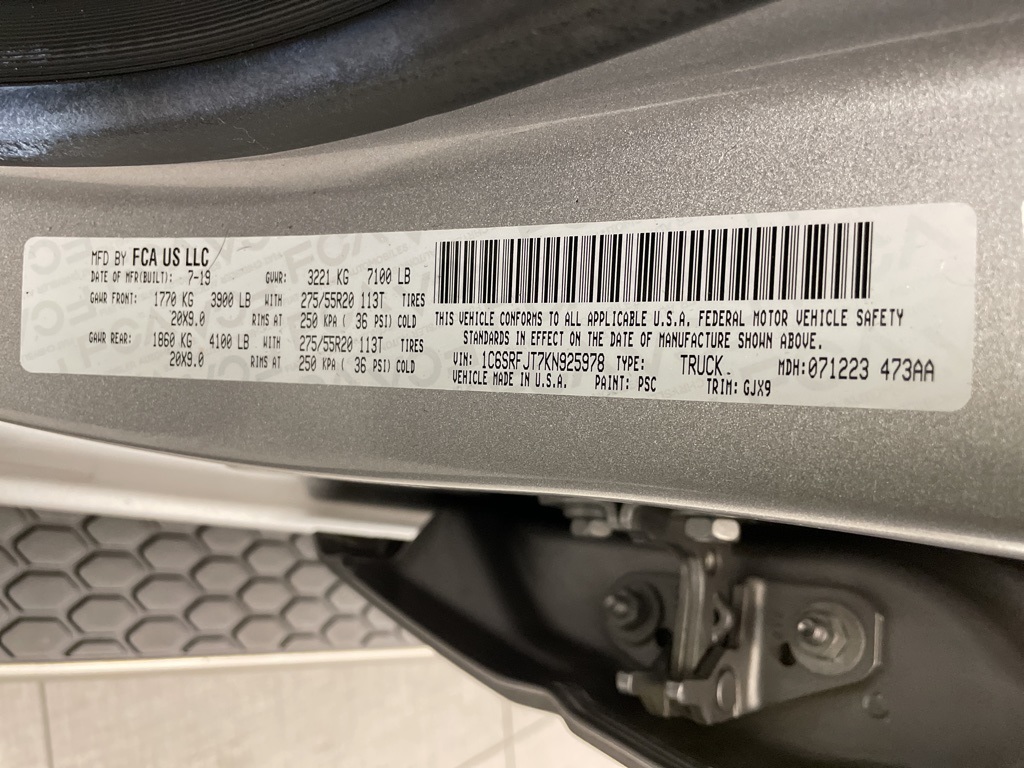 MFD BY FCA US LLC
DATE OF MFR(BUILT): 7-19 GVWR: 3221 KG 7100 LB
GAWR FRONT: 1770 KG 3900 LB WITH 275/55R20 113T TIRES
20X9.0 RIMS AT 250 KPA ( 36 PSI) COLD
GAWR REAR: 1860 KG 4100 LB WITH 275/55R20 113T TIRES
20X9.0 RIMS AT 250 KPA ( 36 PSI) COLD
THIS VEHICLE CONFORMS TO ALL APPLICABLE U.S.A. FEDERAL MOTOR VEHICLE SAFETY
STANDARDS IN EFFECT ON THE DATE OF MANUFACTURE SHOWN ABOVE.
VIN: 1C6SRFJT7KN925978 TYPE: TRUCK MDH:071223 473AA
VEHICLE MADE IN U.S.A. PAINT: PSC TRIM: GJX9